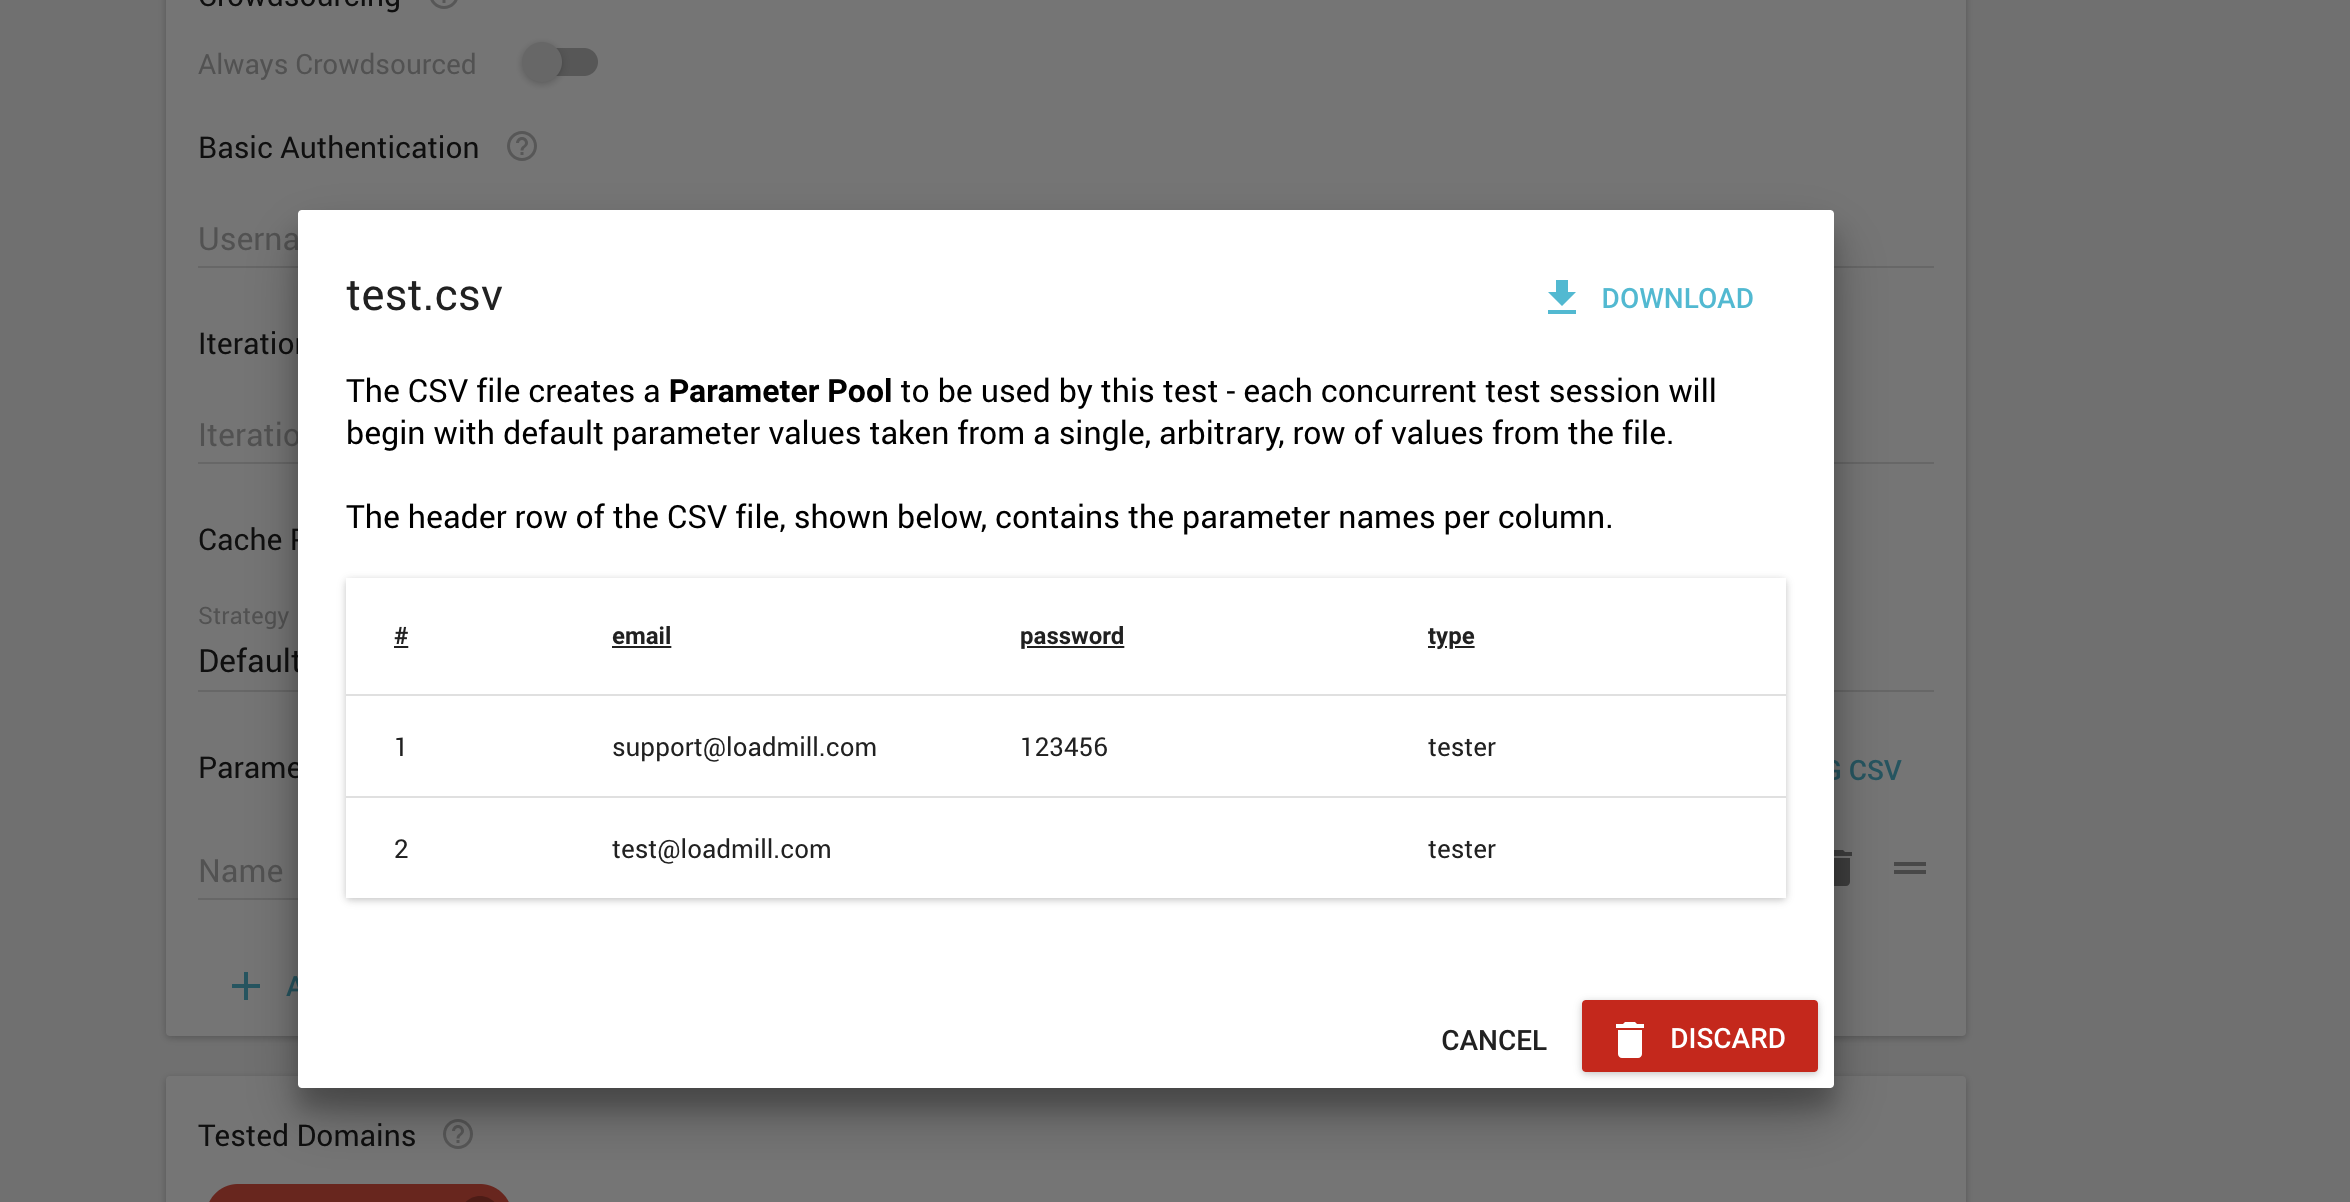 Crowdsourcing
Always Crowdsourced
Basic Authentication
test.csv
DOWNLOAD
The CSV file creates a Parameter Pool to be used by this test - each concurrent test session will
begin with default parameter values taken from a single, arbitrary, row of values from the file.
The header row of the CSV file, shown below, contains the parameter names per column.
# email password type
1 support@loadmill.com 123456 tester
2 test@loadmill.com tester
CANCEL
DISCARD
Cache
Strategy
Default
CSV
Name
Tested Domains